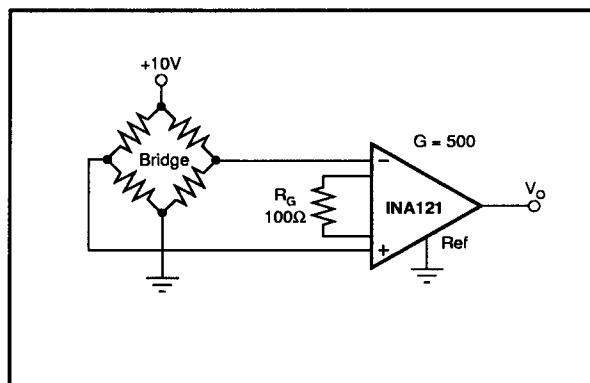 +10V
Bridge
G = 500
−
R_G
100Ω
INA121
V_O
+
Ref